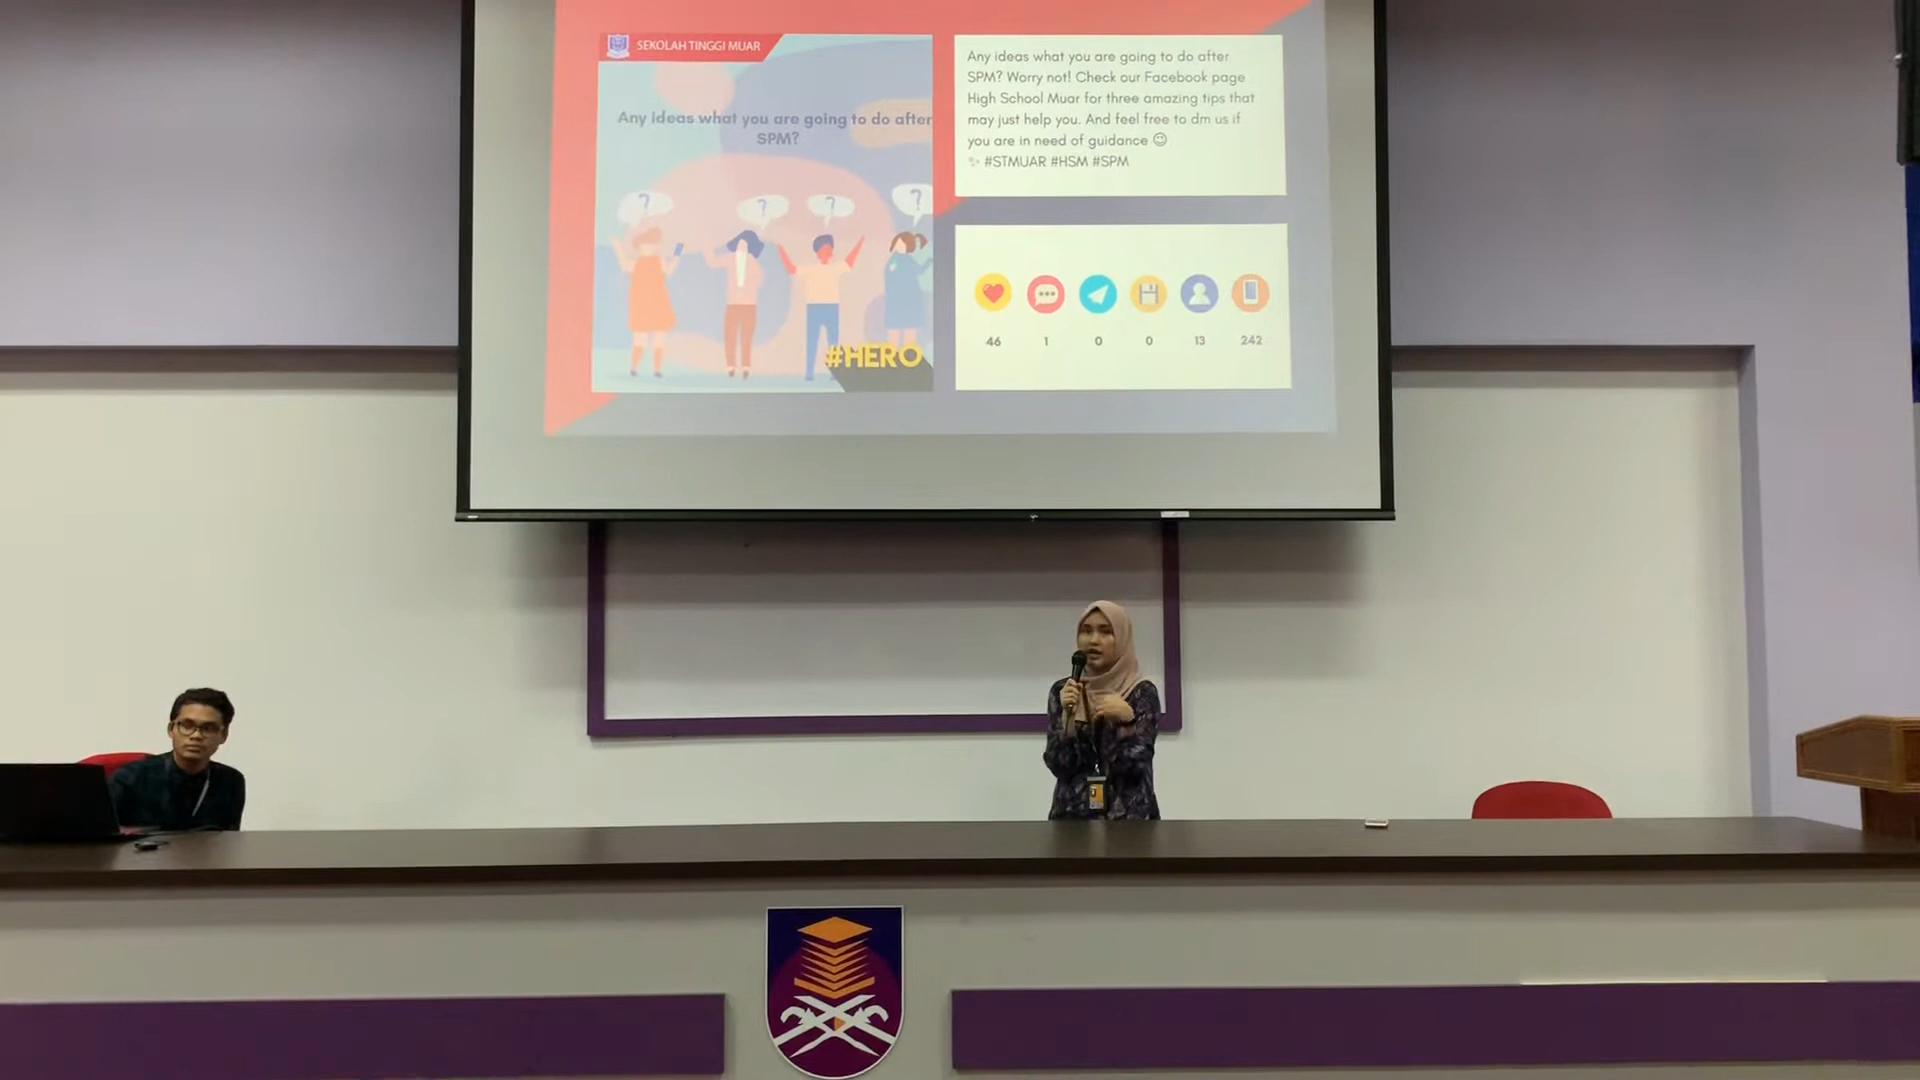 SEKOLAH TINGGI MUAR
Any ideas what you are going to do after
SPM?
?
?
?
?
#HERO
Any ideas what you are going to do after
SPM? Worry not! Check our Facebook page
High School Muar for three amazing tips that
may just help you. And feel free to dm us if
you are in need of guidance 😉
✨ #STMUAR #HSM #SPM
46 1 0 0 13 242